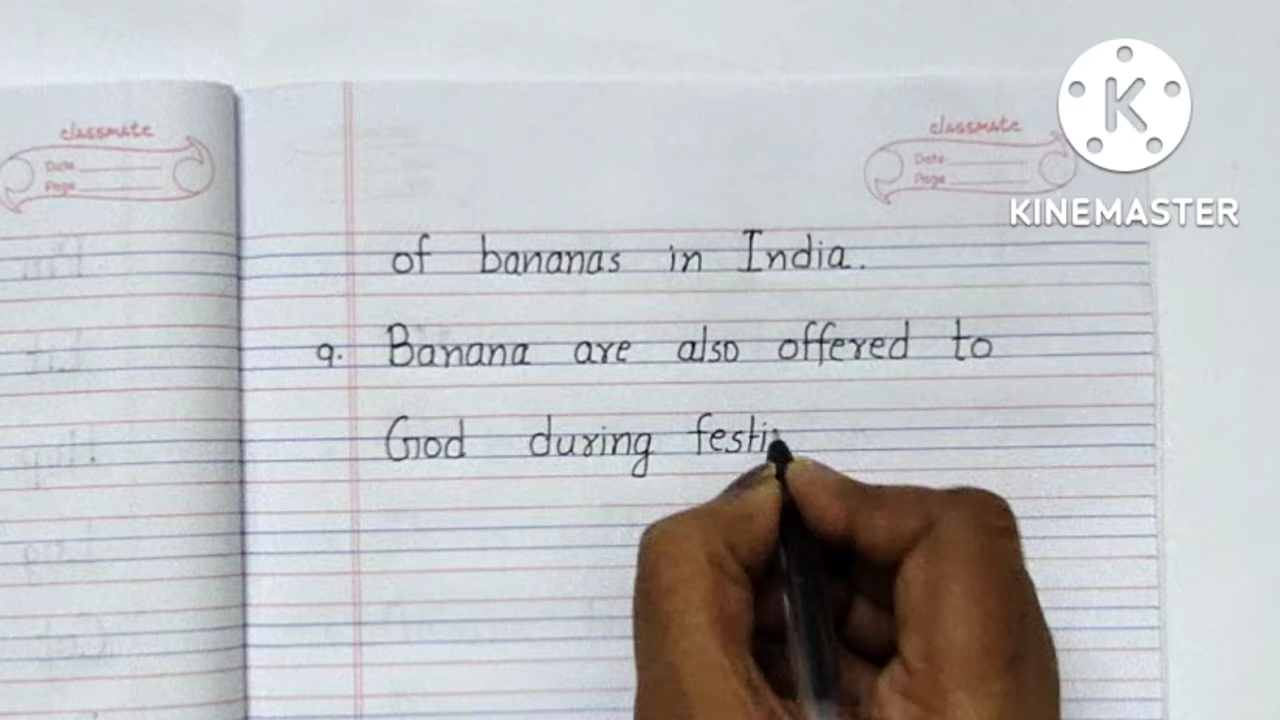 classmate
Date
Page
classmate
Date
Page
KINEMASTER
of bananas in India.
9. Banana are also offered to
God during festi